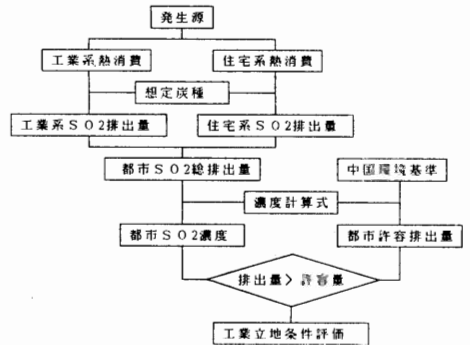 発生源
工業系熱消費 住宅系熱消費
想定炭種
工業系SO2排出量 住宅系SO2排出量
都市SO2総排出量 中国環境基準
濃度計算式
都市SO2濃度 都市許容排出量
排出量>許容量
工業立地条件評価